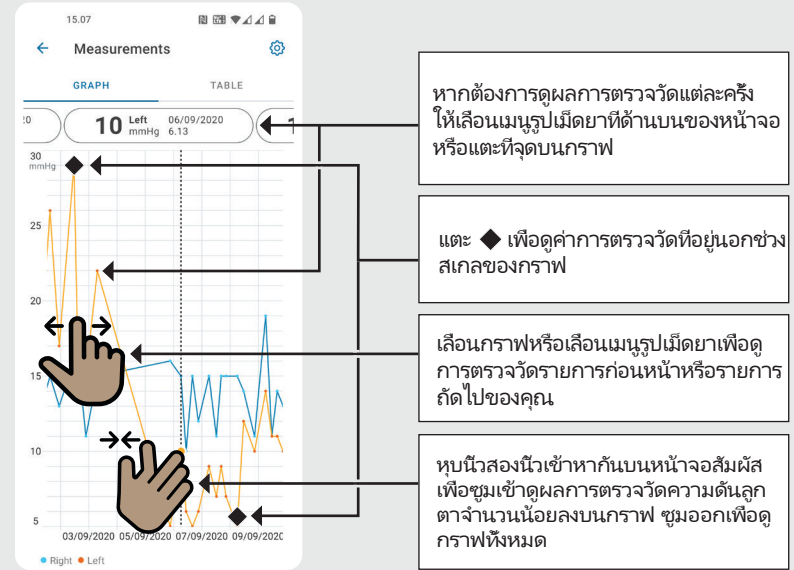 15.07
Measurements
GRAPH
TABLE
20
10 Left 06/09/2020
mmHg 6.13
1
30
mmHg
25
20
15
10
5
03/09/2020 05/09/2020 07/09/2020 09/09/2020
Right Left
หากต้องการดูผลการตรวจวัดแต่ละครั้ง
ให้เลือนเมนูรูปเม็ดยาทีด้านบนของหน้าจอ
หรือแตะทีจุดบนกราฟ
แตะ ◆ เพือดูค่าการตรวจวัดทีอยู่นอกช่วง
สเกลของกราฟ
เลือนกราฟหรือเลือนเมนูรูปเม็ดยาเพือดู
การตรวจวัดรายการก่อนหน้าหรือรายการ
ถัดไปของคุณ
หุบนิ้วสองนิ้วเข้าหากันบนหน้าจอสัมผัส
เพือซูมเข้าดูผลการตรวจวัดความดันลูก
ตาจำนวนน้อยลงบนกราฟ ซูมออกเพือดู
กราฟทั้งหมด